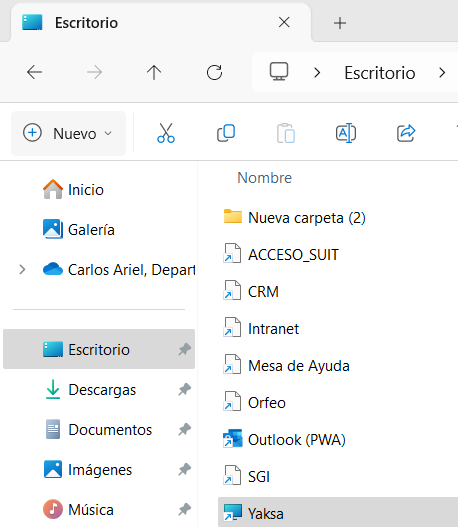 Escritorio
Escritorio
Nuevo
Nombre
Inicio
Galería
Carlos Ariel, Depart
Escritorio
Descargas
Documentos
Imágenes
Música
Nueva carpeta (2)
ACCESO_SUIT
CRM
Intranet
Mesa de Ayuda
Orfeo
Outlook (PWA)
SGI
Yaksa